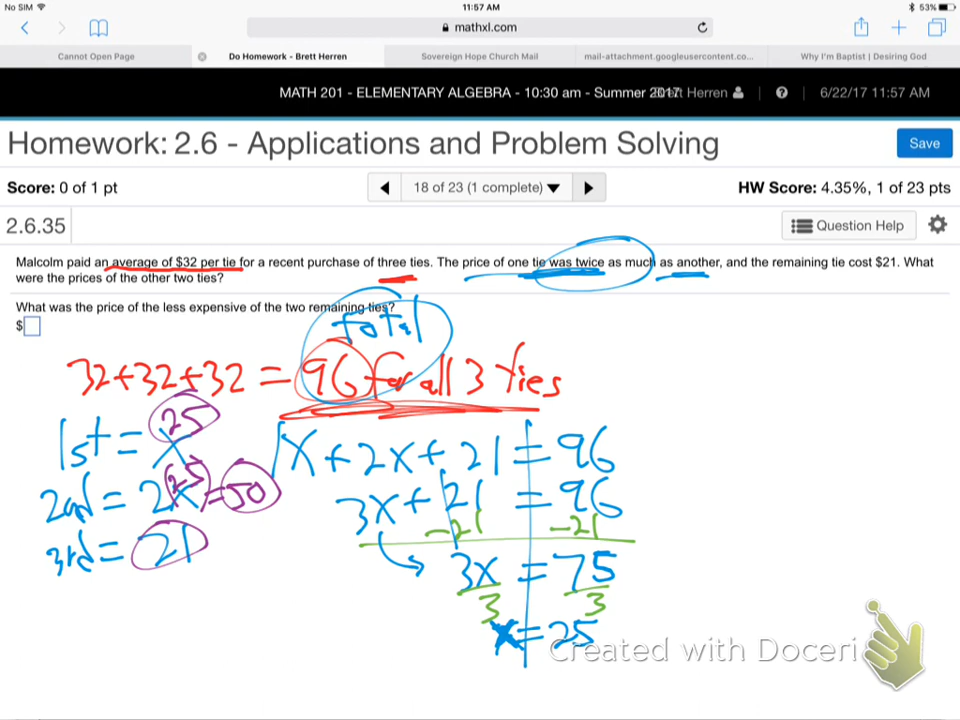 No SIM 11:57 AM 53%
mathxl.com
Cannot Open Page Do Homework - Brett Herren Sovereign Hope Church Mail mail-attachment.googleusercontent.co... Why I'm Baptist | Desiring God
MATH 201 - ELEMENTARY ALGEBRA - 10:30 am - Summer 2017 Herren ? 6/22/17 11:57 AM
Homework: 2.6 - Applications and Problem Solving Save
Score: 0 of 1 pt 18 of 23 (1 complete) HW Score: 4.35%, 1 of 23 pts
2.6.35 Question Help
Malcolm paid an average of $32 per tie for a recent purchase of three ties. The price of one tie was twice as much as another, and the remaining tie cost $21. What
were the prices of the other two ties?
What was the price of the less expensive of the two remaining ties?
$
total
32+32+32 = 96 for all 3 ties
25
1st = x x + 2x + 21 = 96
2nd = 2x (25) = 50 3x + 21 = 96
-21 -21
3rd = 21 3x = 75
3 3
x = 25
Created with Doceri